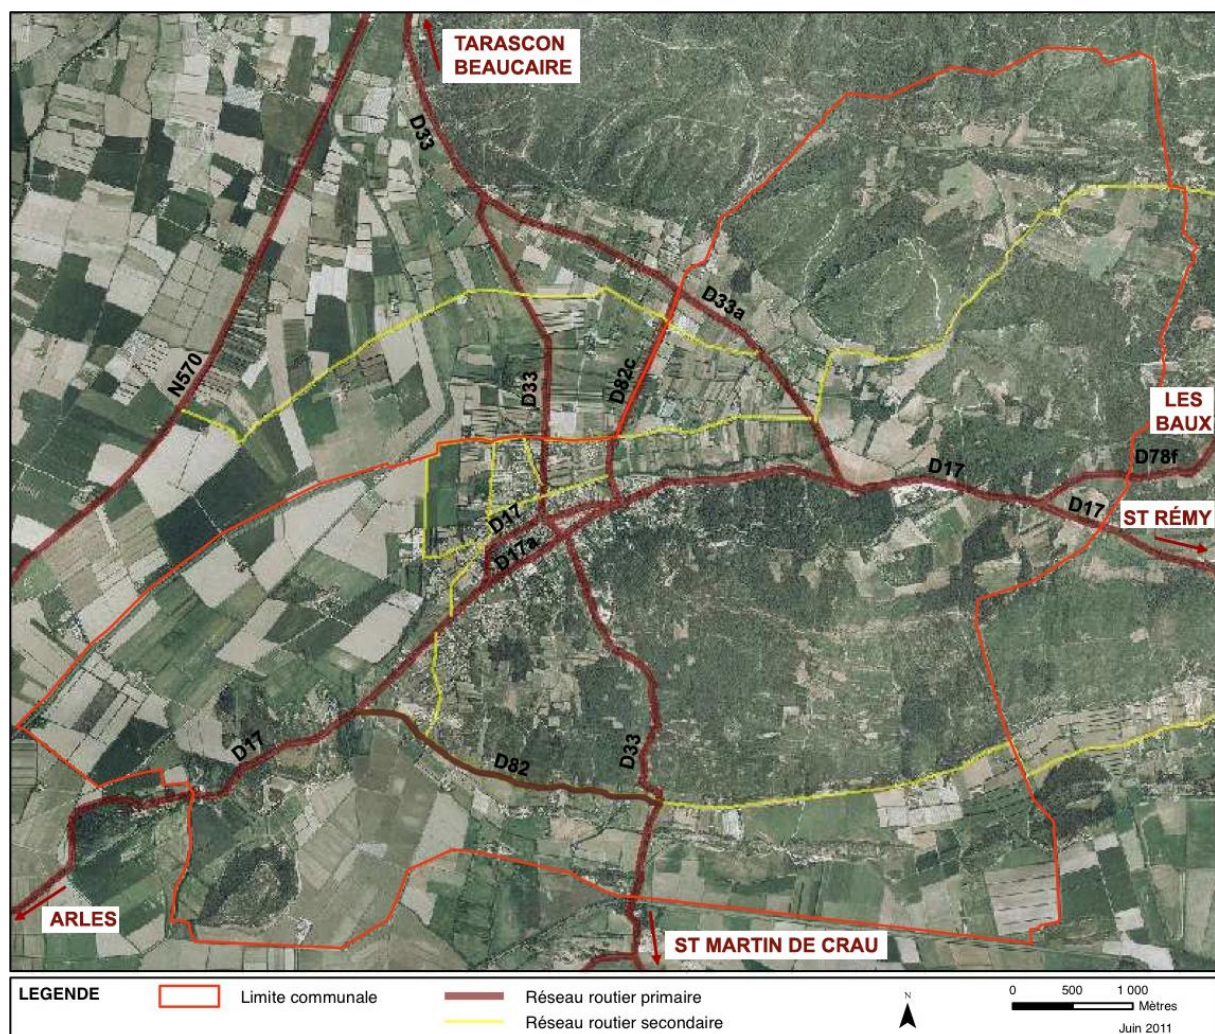 TARASCON
BEAUCAIRE
D33
D33a
N570
D33
D82c
LES
BAUX
D78f
D17
D17
ST RÉMY
D17
D17a
D33
D17
D82
ARLES
ST MARTIN DE CRAU
LEGENDE
Limite communale
Réseau routier primaire
Réseau routier secondaire
N
0 500 1 000
Mètres
Juin 2011